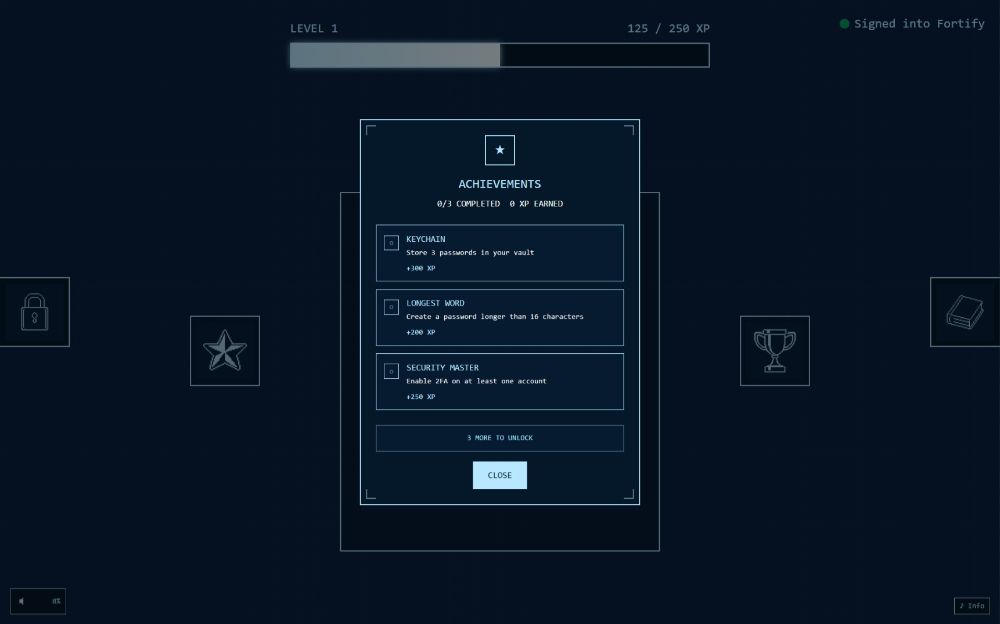 LEVEL 1
125 / 250 XP
Signed into Fortify
ACHIEVEMENTS
0/3 COMPLETED 0 XP EARNED
KEYCHAIN
Store 3 passwords in your vault
+300 XP
LONGEST WORD
Create a password longer than 16 characters
+200 XP
SECURITY MASTER
Enable 2FA on at least one account
+250 XP
3 MORE TO UNLOCK
CLOSE
8%
♪ Info